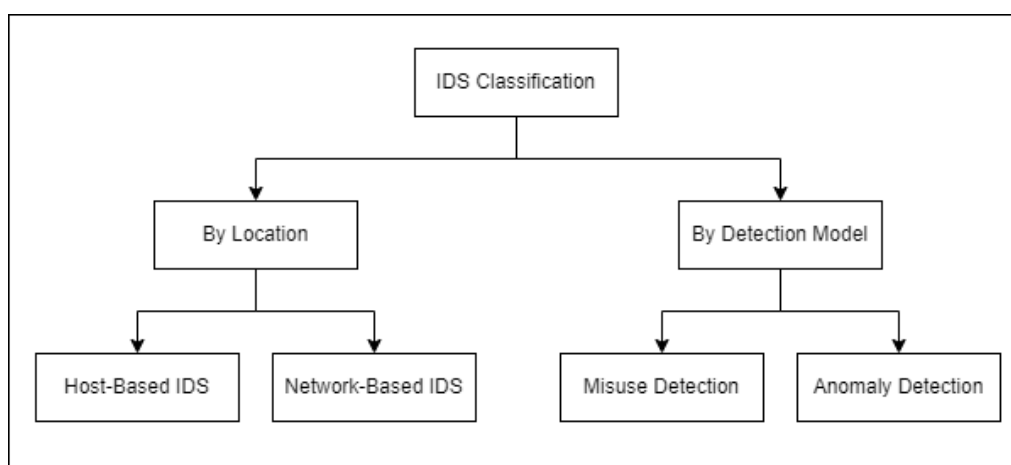 IDS Classification
By Location
By Detection Model
Host-Based IDS
Network-Based IDS
Misuse Detection
Anomaly Detection